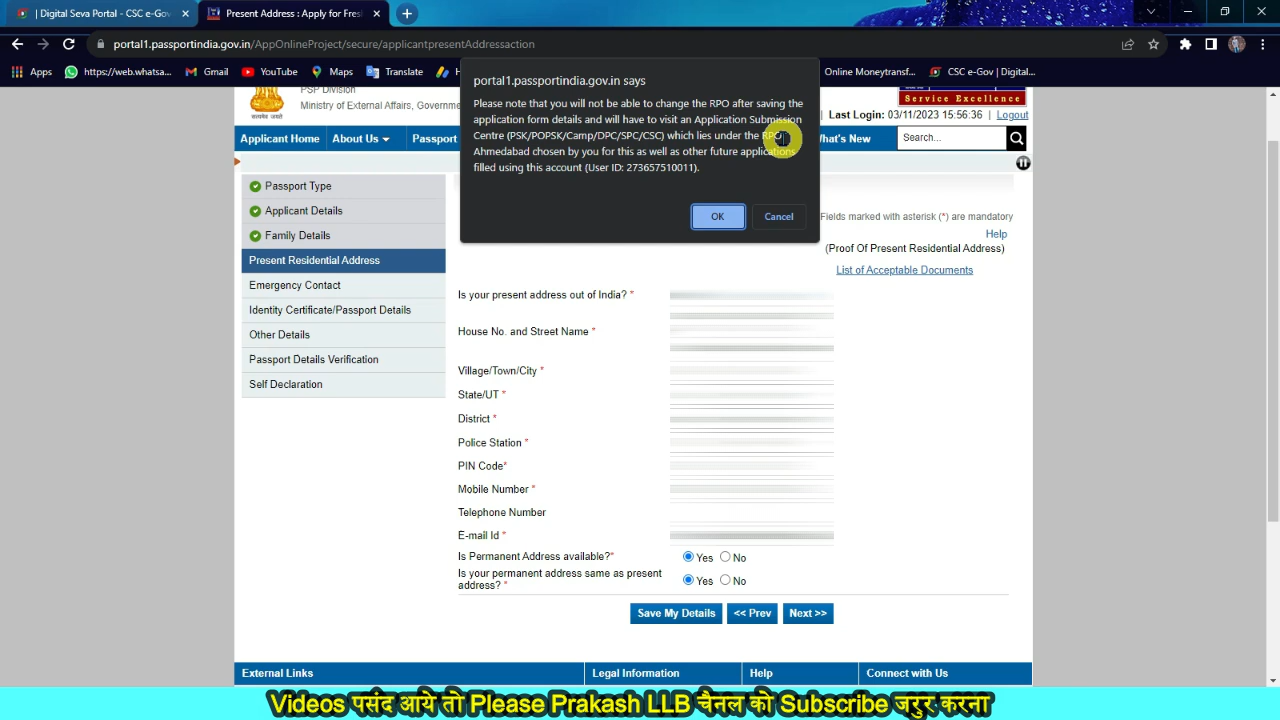 | Digital Seva Portal - CSC e-Gov
Present Address : Apply for Fres
portal1.passportindia.gov.in/AppOnlineProject/secure/applicantpresentAddressaction
Apps
https://web.whatsa...
Gmail
YouTube
Maps
Translate
Online Moneytransf...
CSC e-Gov | Digital...
portal1.passportindia.gov.in says
Please note that you will not be able to change the RPO after saving the
application form details and will have to visit an Application Submission
Centre (PSK/POPSK/Camp/DPC/SPC/CSC) which lies under the RPO
Ahmedabad chosen by you for this as well as other future applications
filled using this account (User ID: 273657510011).
OK
Cancel
PSP Division
Ministry of External Affairs, Governme
Service Excellence
| Last Login: 03/11/2023 15:56:36 | Logout
Applicant Home
About Us
Passport
What's New
Search...
Passport Type
Applicant Details
Family Details
Present Residential Address
Emergency Contact
Identity Certificate/Passport Details
Other Details
Passport Details Verification
Self Declaration
Fields marked with asterisk (*) are mandatory
Help
(Proof Of Present Residential Address)
List of Acceptable Documents
Is your present address out of India? *
House No. and Street Name *
Village/Town/City *
State/UT *
District *
Police Station *
PIN Code*
Mobile Number *
Telephone Number
E-mail Id *
Is Permanent Address available?* Yes No
Is your permanent address same as present
address? * Yes No
Save My Details
<< Prev
Next >>
External Links
Legal Information
Help
Connect with Us
Videos पसंद आये तो Please Prakash LLB चैनल को Subscribe जरुर करना